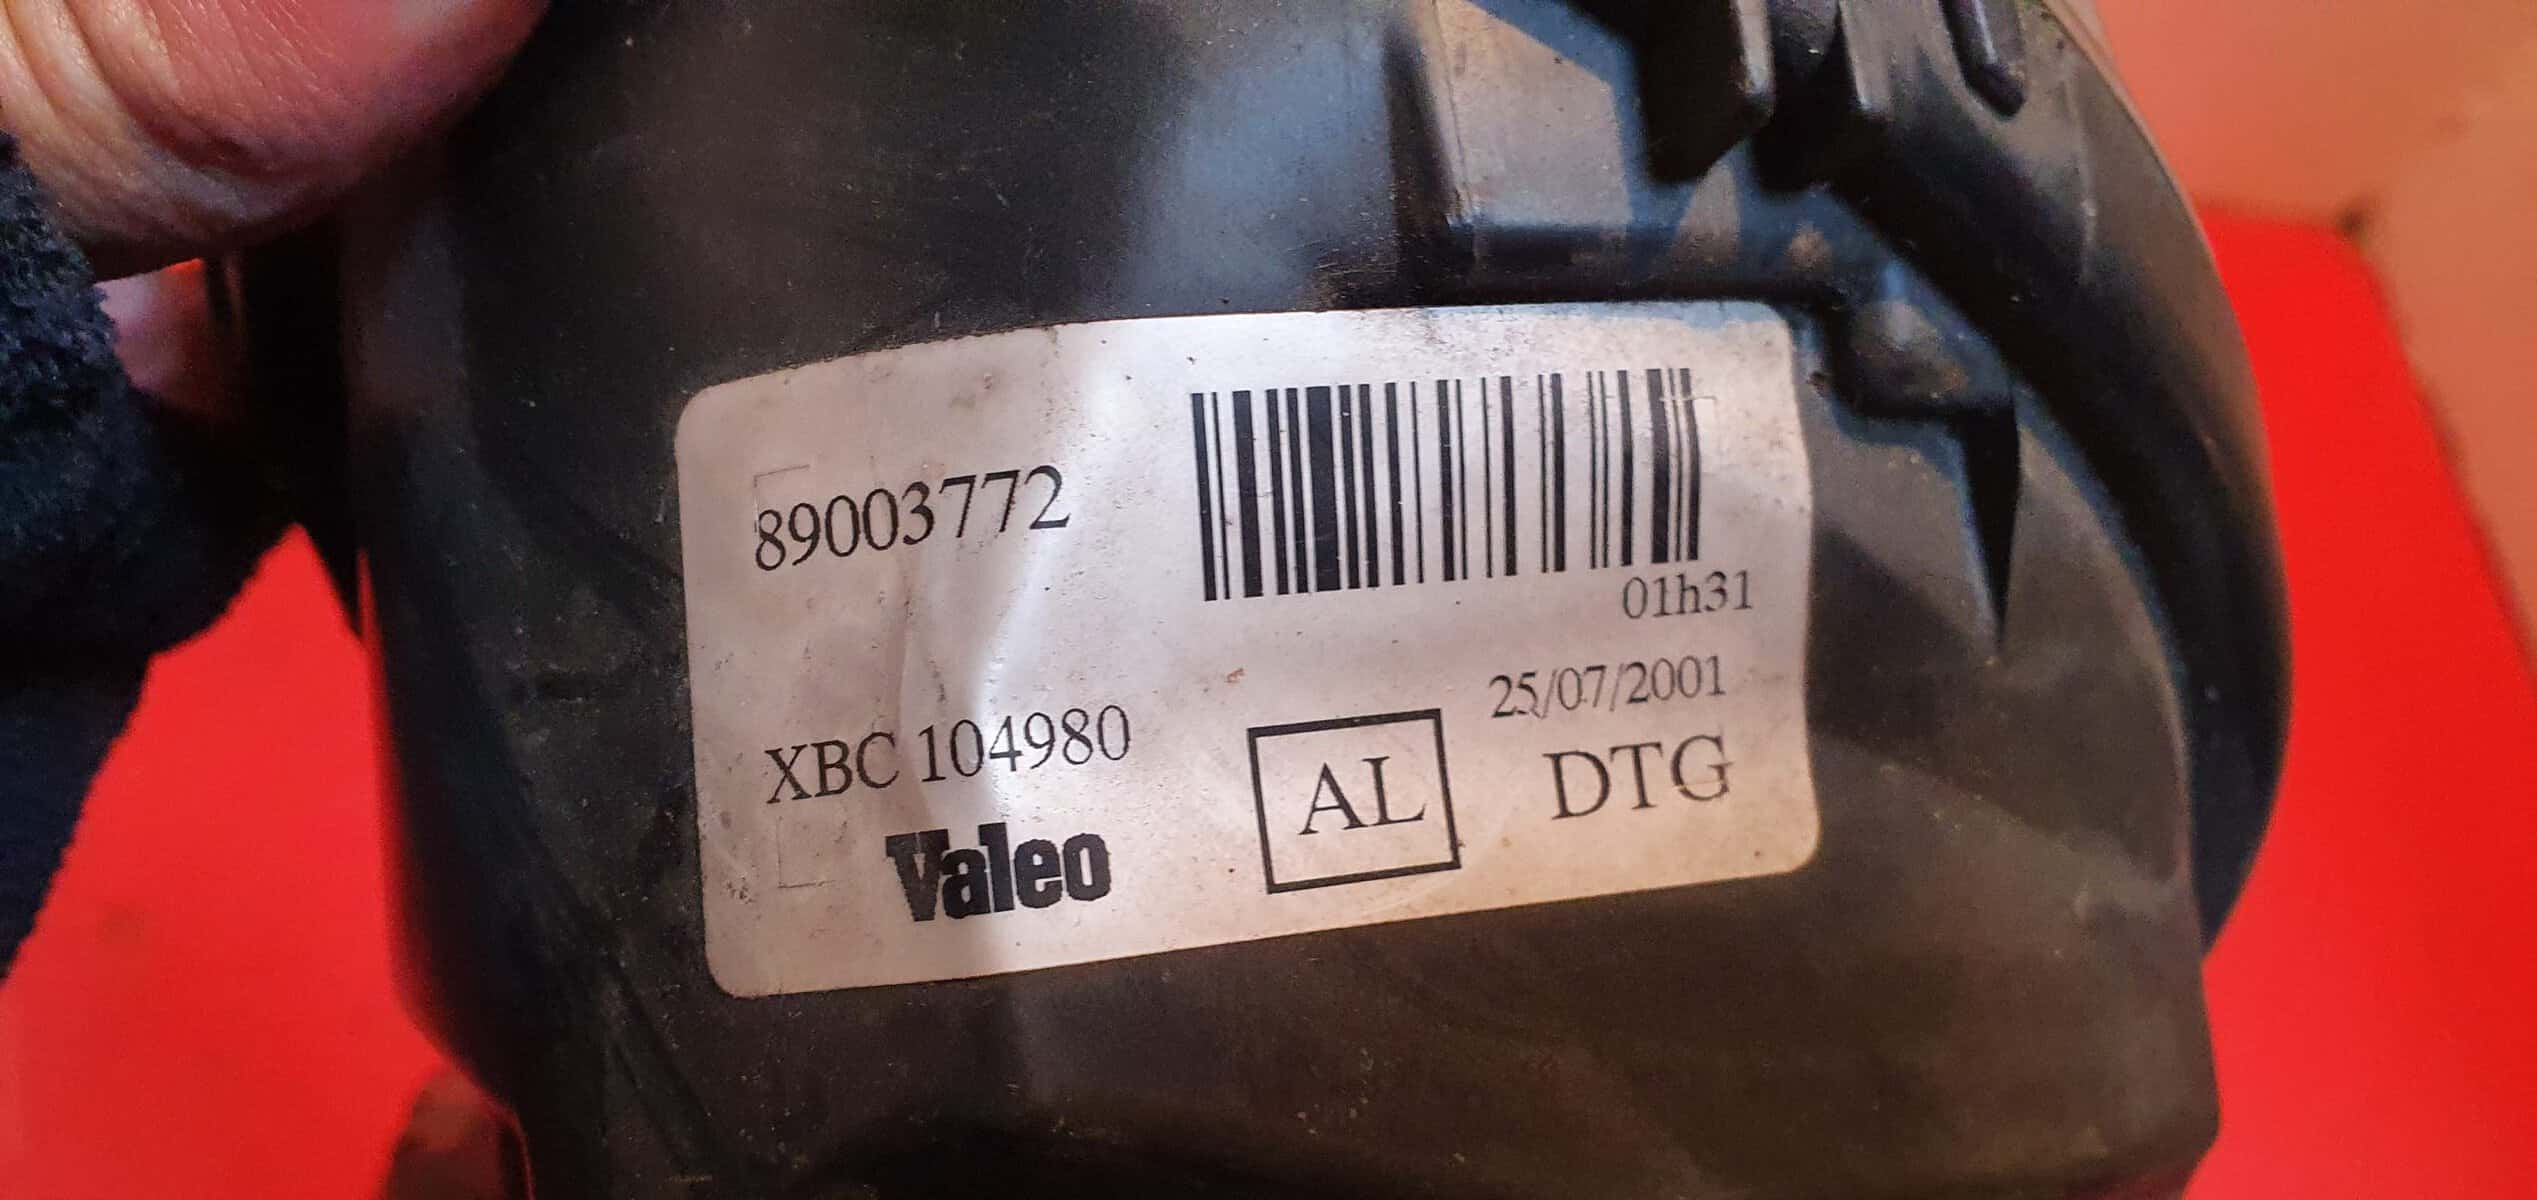 89003772
01h31
25/07/2001
XBC 104980
AL
DTG
Valeo